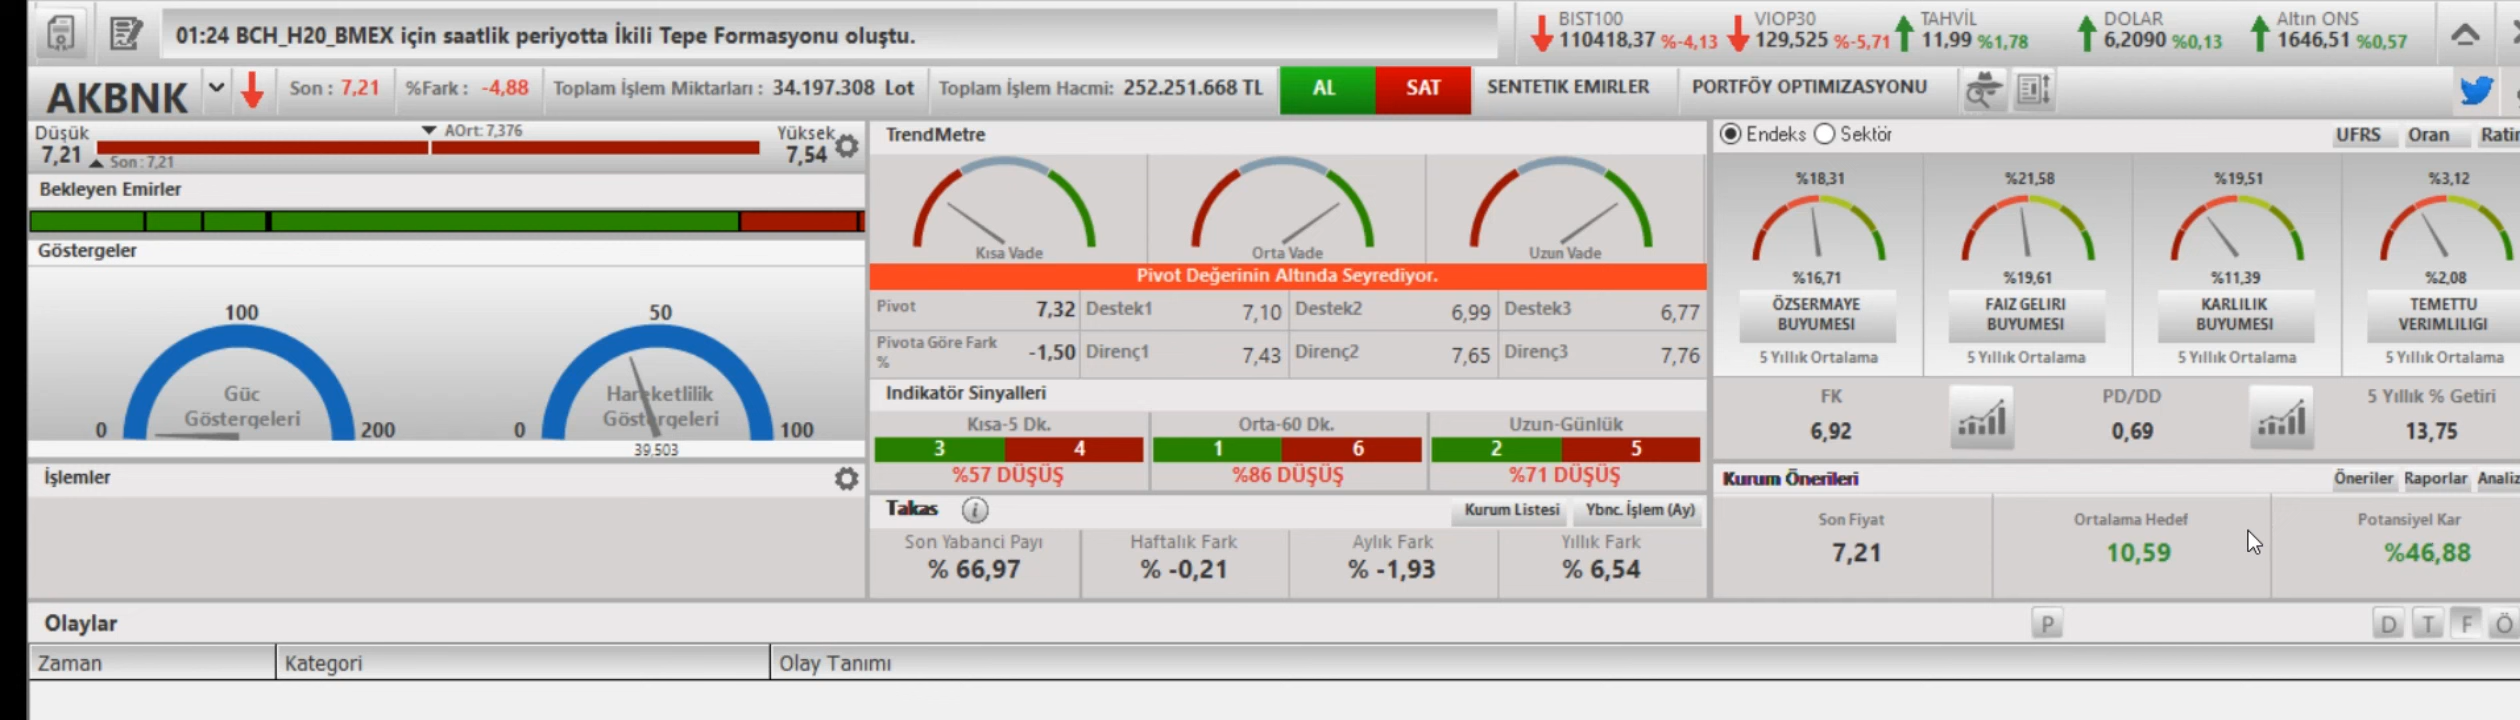 01:24 BCH_H20_BMEX için saatlik periyotta İkili Tepe Formasyonu oluştu.
BIST100 110418,37 %-4,13
VIOP30 129,525 %-5,71
TAHVİL 11,99 %1,78
DOLAR 6,2090 %0,13
Altın ONS 1646,51 %0,57
AKBNK
Son : 7,21
%Fark : -4,88
Toplam İşlem Miktarları : 34.197.308 Lot
Toplam İşlem Hacmi: 252.251.668 TL
AL
SAT
SENTETIK EMIRLER
PORTFÖY OPTIMIZASYONU
Düşük
7,21
AOrt: 7,376
Son : 7,21
Yüksek
7,54
Bekleyen Emirler
Göstergeler
100
0
200
Güc
Göstergeleri
50
0
100
Hareketlilik
Göstergeleri
39,503
İşlemler
TrendMetre
Kısa Vade
Orta Vade
Uzun Vade
Pivot Değerinin Altında Seyrediyor.
Pivot 7,32 Destek1 7,10 Destek2 6,99 Destek3 6,77
Pivota Göre Fark % -1,50 Direnç1 7,43 Direnç2 7,65 Direnç3 7,76
Indikatör Sinyalleri
Kısa-5 Dk.
3 4
%57 DÜŞÜŞ
Orta-60 Dk.
1 6
%86 DÜŞÜŞ
Uzun-Günlük
2 5
%71 DÜŞÜŞ
Takas
Kurum Listesi
Ybnc. İşlem (Ay)
Son Yabanci Payı
% 66,97
Haftalık Fark
% -0,21
Aylık Fark
% -1,93
Yıllık Fark
% 6,54
Endeks
Sektör
UFRS
Oran
%18,31
%16,71
ÖZSERMAYE
BUYUMESI
5 Yıllık Ortalama
%21,58
%19,61
FAIZ GELIRI
BUYUMESI
5 Yıllık Ortalama
%19,51
%11,39
KARLILIK
BUYUMESI
5 Yıllık Ortalama
%3,12
%2,08
TEMETTU
VERIMLILIGI
5 Yıllık Ortalama
FK
6,92
PD/DD
0,69
5 Yıllık % Getiri
13,75
Kurum Önerileri
Öneriler
Raporlar
Son Fiyat
7,21
Ortalama Hedef
10,59
Potansiyel Kar
%46,88
Olaylar
P
D T F Ö
Zaman
Kategori
Olay Tanımı